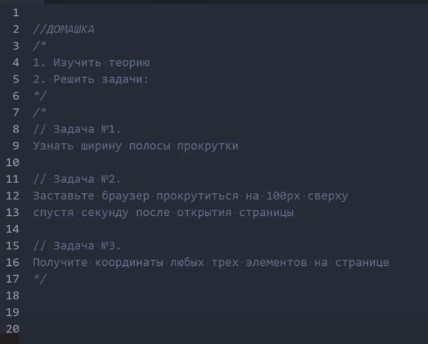 1
2 //ДОМАШКА
3 /*
4 1. Изучить теорию
5 2. Решить задачи:
6 */
7 /*
8 // Задача №1.
9 Узнать ширину полосы прокрутки
10
11 // Задача №2.
12 Заставьте браузер прокрутиться на 100px сверху
13 спустя секунду после открытия страницы
14
15 // Задача №3.
16 Получите координаты любых трех элементов на странице
17 */
18
19
20